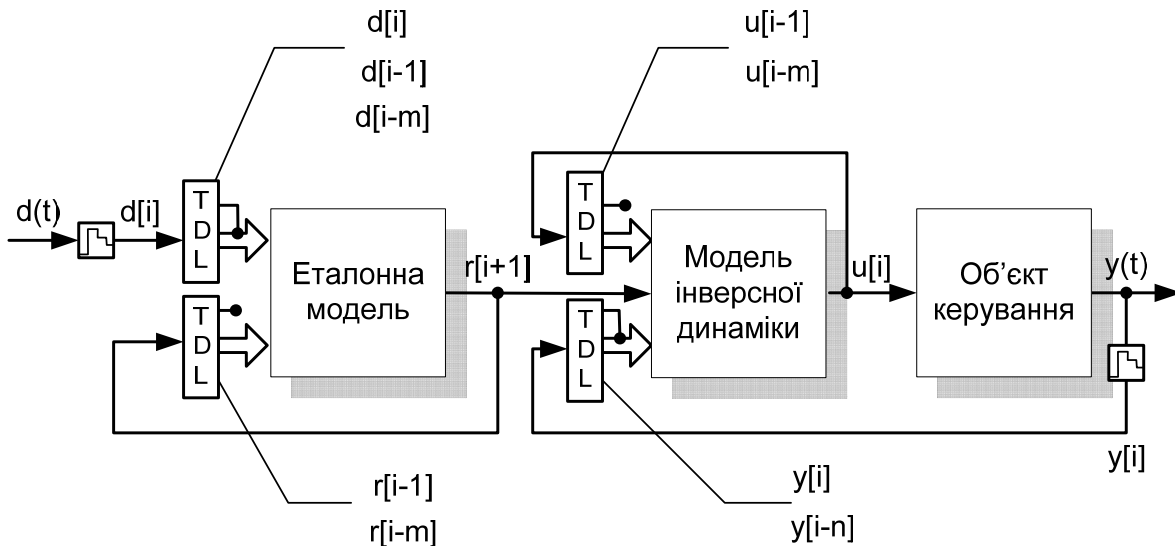 d[i]
d[i-1]
d[i-m]
u[i-1]
u[i-m]
d(t)
d[i]
T
D
L
T
D
L
Еталонна
модель
r[i+1]
T
D
L
T
D
L
Модель
інверсної
динаміки
u[i]
Об’єкт
керування
y(t)
y[i]
r[i-1]
r[i-m]
y[i]
y[i-n]